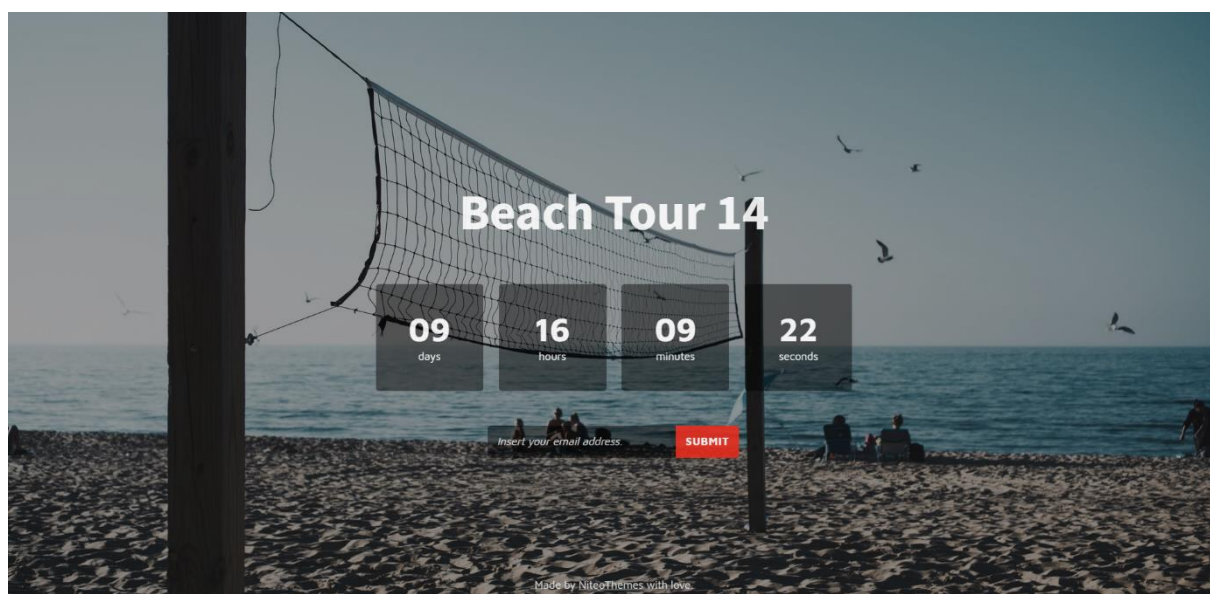 Beach Tour 14
09 16 09 22
days hours minutes seconds
Insert your email address. SUBMIT
Made by NiteoThemes with love.